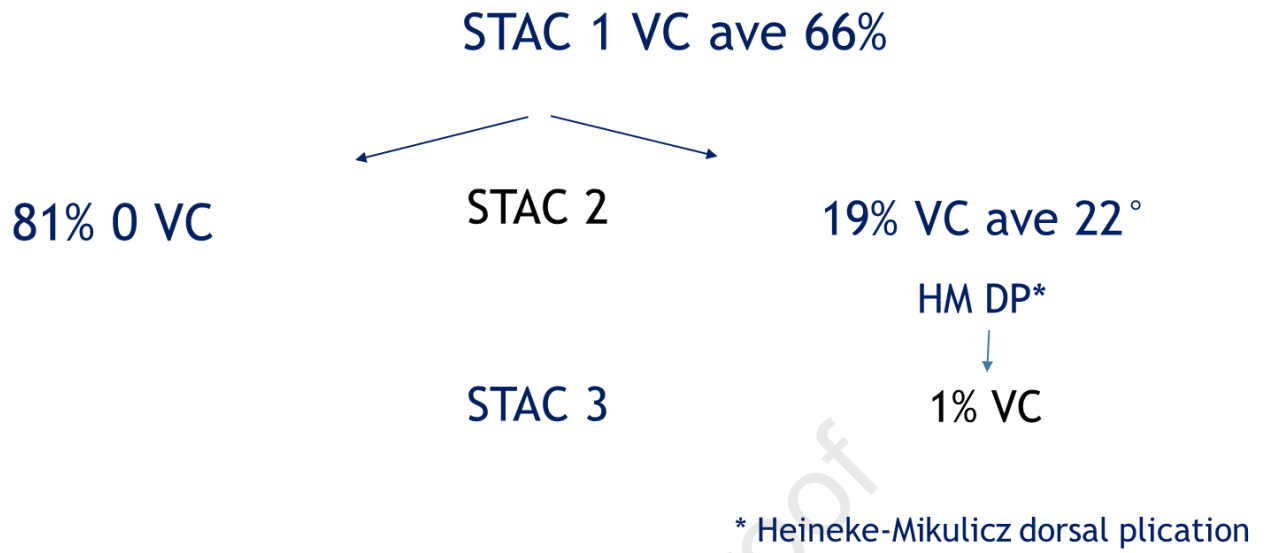 STAC 1 VC ave 66%
81% 0 VC
STAC 2
19% VC ave 22°
HM DP*
STAC 3
1% VC
oof
* Heineke-Mikulicz dorsal plication